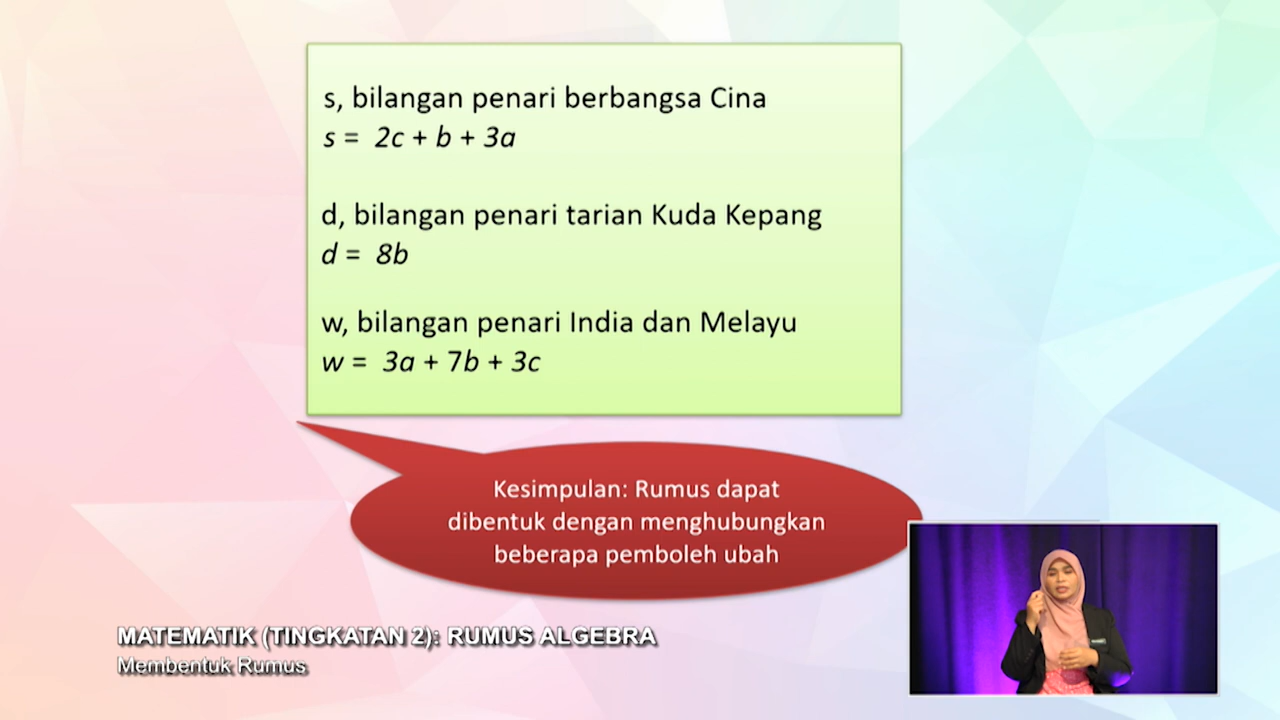 s, bilangan penari berbangsa Cina
s = 2c + b + 3a
d, bilangan penari tarian Kuda Kepang
d = 8b
w, bilangan penari India dan Melayu
w = 3a + 7b + 3c
Kesimpulan: Rumus dapat
dibentuk dengan menghubungkan
beberapa pemboleh ubah
MATEMATIK (TINGKATAN 2): RUMUS ALGEBRA
Membentuk Rumus